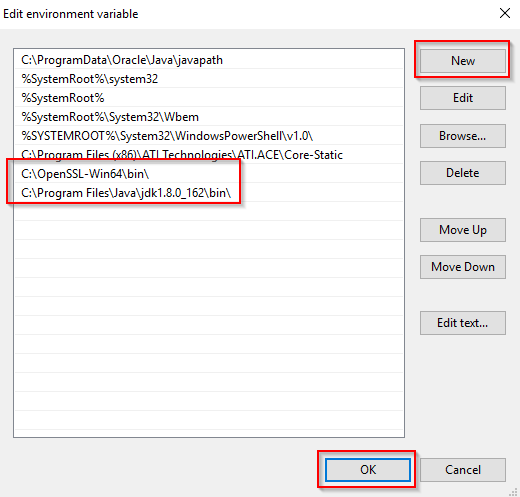 Edit environment variable
C:\ProgramData\Oracle\Java\javapath
%SystemRoot%\system32
%SystemRoot%
%SystemRoot%\System32\Wbem
%SYSTEMROOT%\System32\WindowsPowerShell\v1.0\
C:\Program Files (x86)\ATI Technologies\ATI.ACE\Core-Static
C:\OpenSSL-Win64\bin\
C:\Program Files\Java\jdk1.8.0_162\bin\
New
Edit
Browse...
Delete
Move Up
Move Down
Edit text...
OK
Cancel